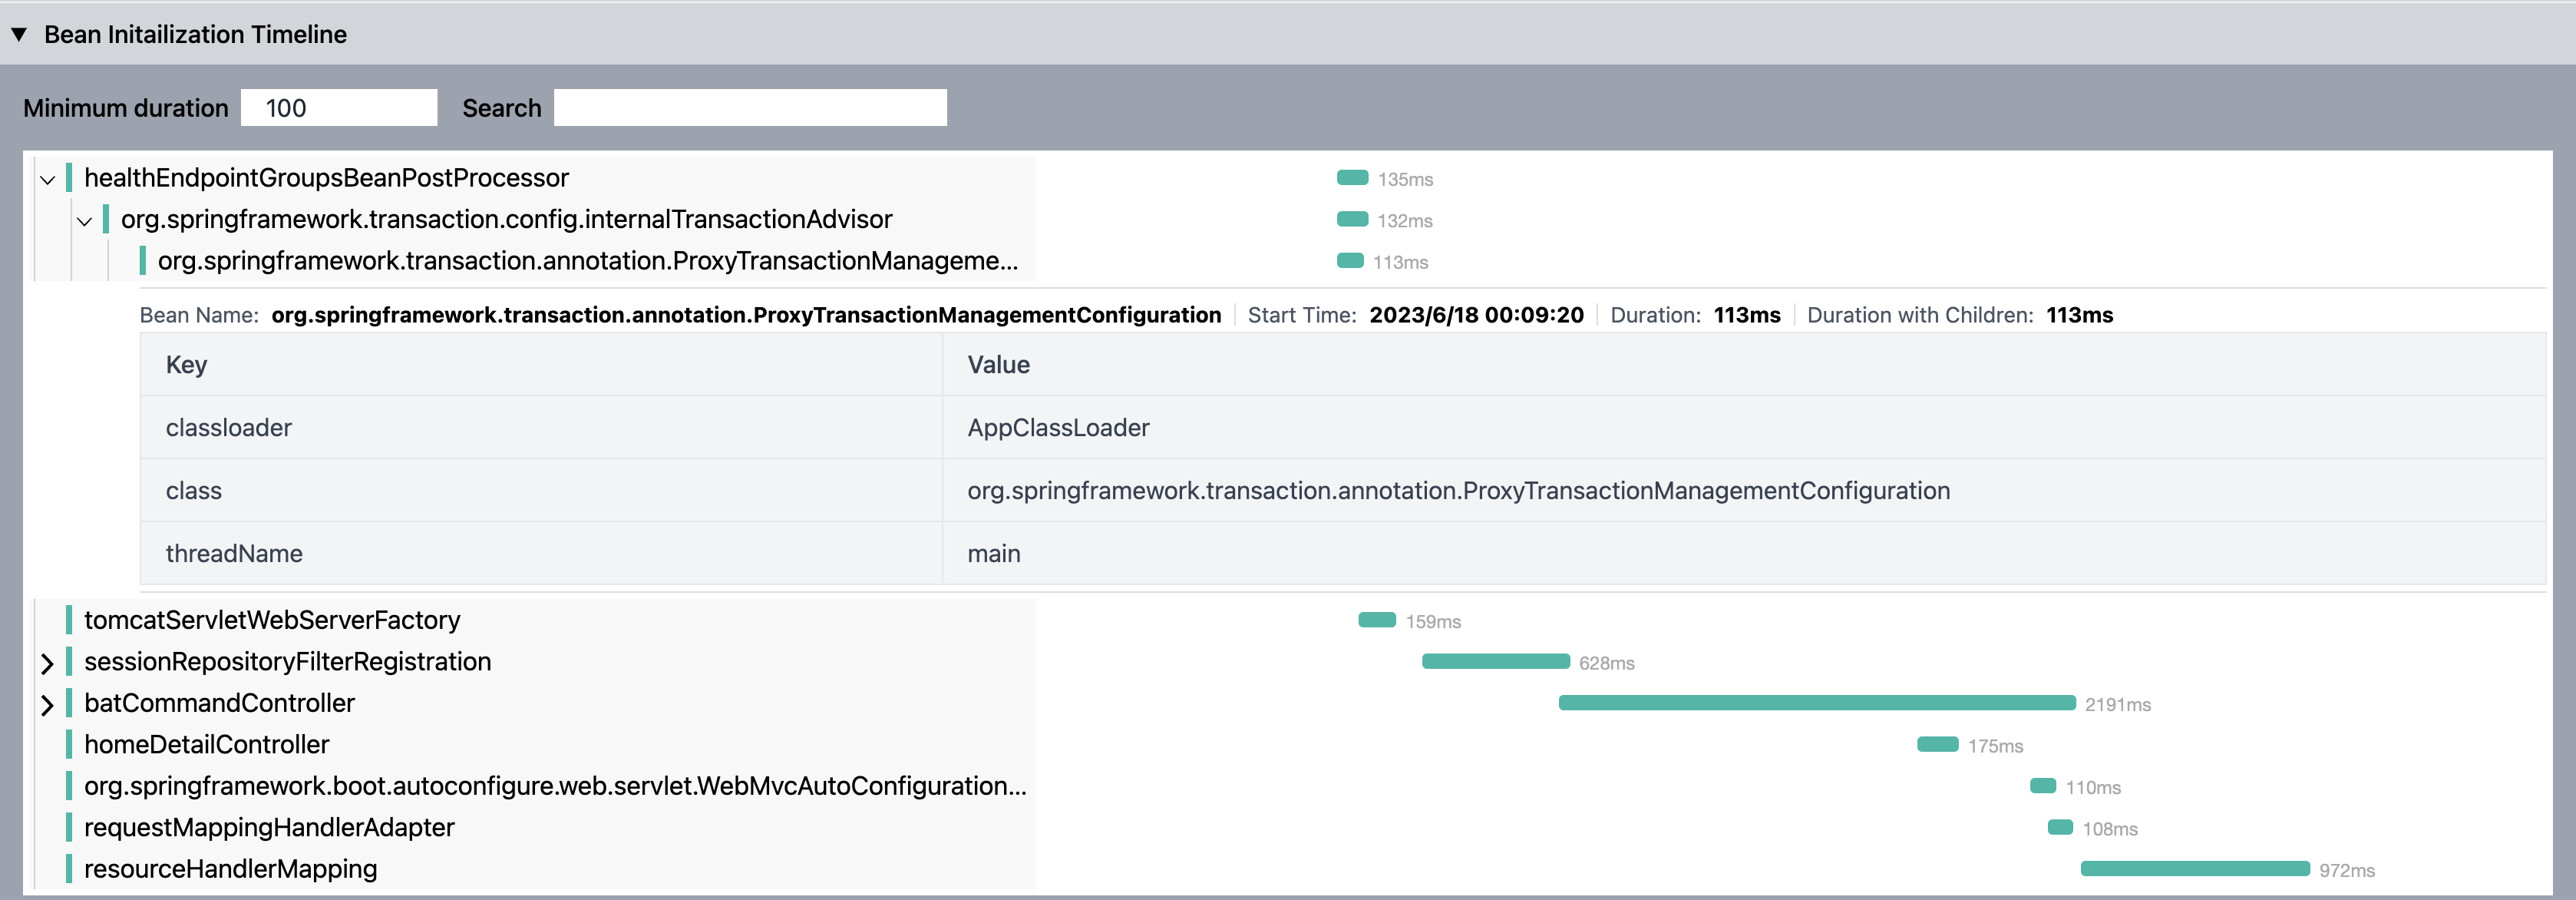 Bean Initailization Timeline
Minimum duration 100 Search
healthEndpointGroupsBeanPostProcessor 135ms
org.springframework.transaction.config.internalTransactionAdvisor 132ms
org.springframework.transaction.annotation.ProxyTransactionManageme... 113ms
Bean Name: org.springframework.transaction.annotation.ProxyTransactionManagementConfiguration Start Time: 2023/6/18 00:09:20 Duration: 113ms Duration with Children: 113ms
Key Value
classloader AppClassLoader
class org.springframework.transaction.annotation.ProxyTransactionManagementConfiguration
threadName main
tomcatServletWebServerFactory 159ms
sessionRepositoryFilterRegistration 628ms
batCommandController 2191ms
homeDetailController 175ms
org.springframework.boot.autoconfigure.web.servlet.WebMvcAutoConfiguration... 110ms
requestMappingHandlerAdapter 108ms
resourceHandlerMapping 972ms